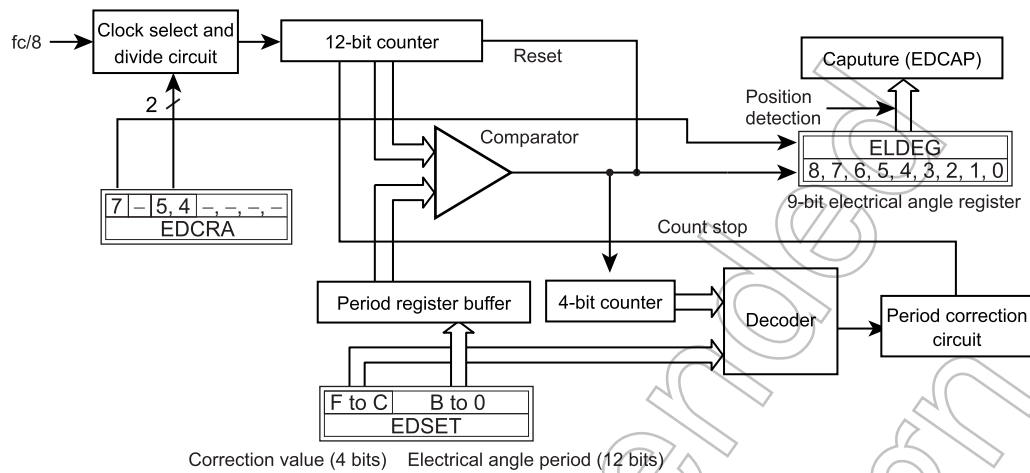 fc/8
Clock select and
divide circuit
12-bit counter
Reset
Caputure (EDCAP)
2
Position
detection
Comparator
ELDEG
8, 7, 6, 5, 4, 3, 2, 1, 0
9-bit electrical angle register
7 – 5, 4 –, –, –, –
EDCRA
Count stop
Period register buffer
4-bit counter
Decoder
Period correction
circuit
F to C B to 0
EDSET
Correction value (4 bits) Electrical angle period (12 bits)